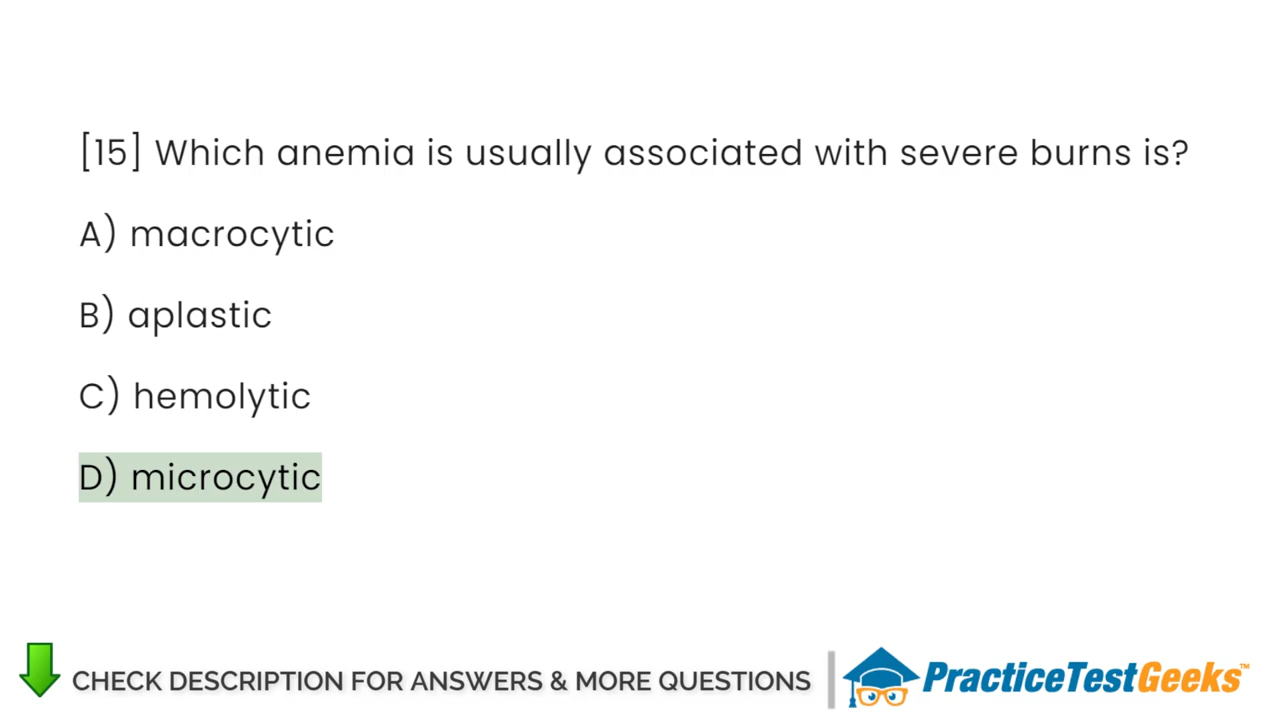 [15] Which anemia is usually associated with severe burns is?
A) macrocytic
B) aplastic
C) hemolytic
D) microcytic
CHECK DESCRIPTION FOR ANSWERS & MORE QUESTIONS
PracticeTestGeeks™